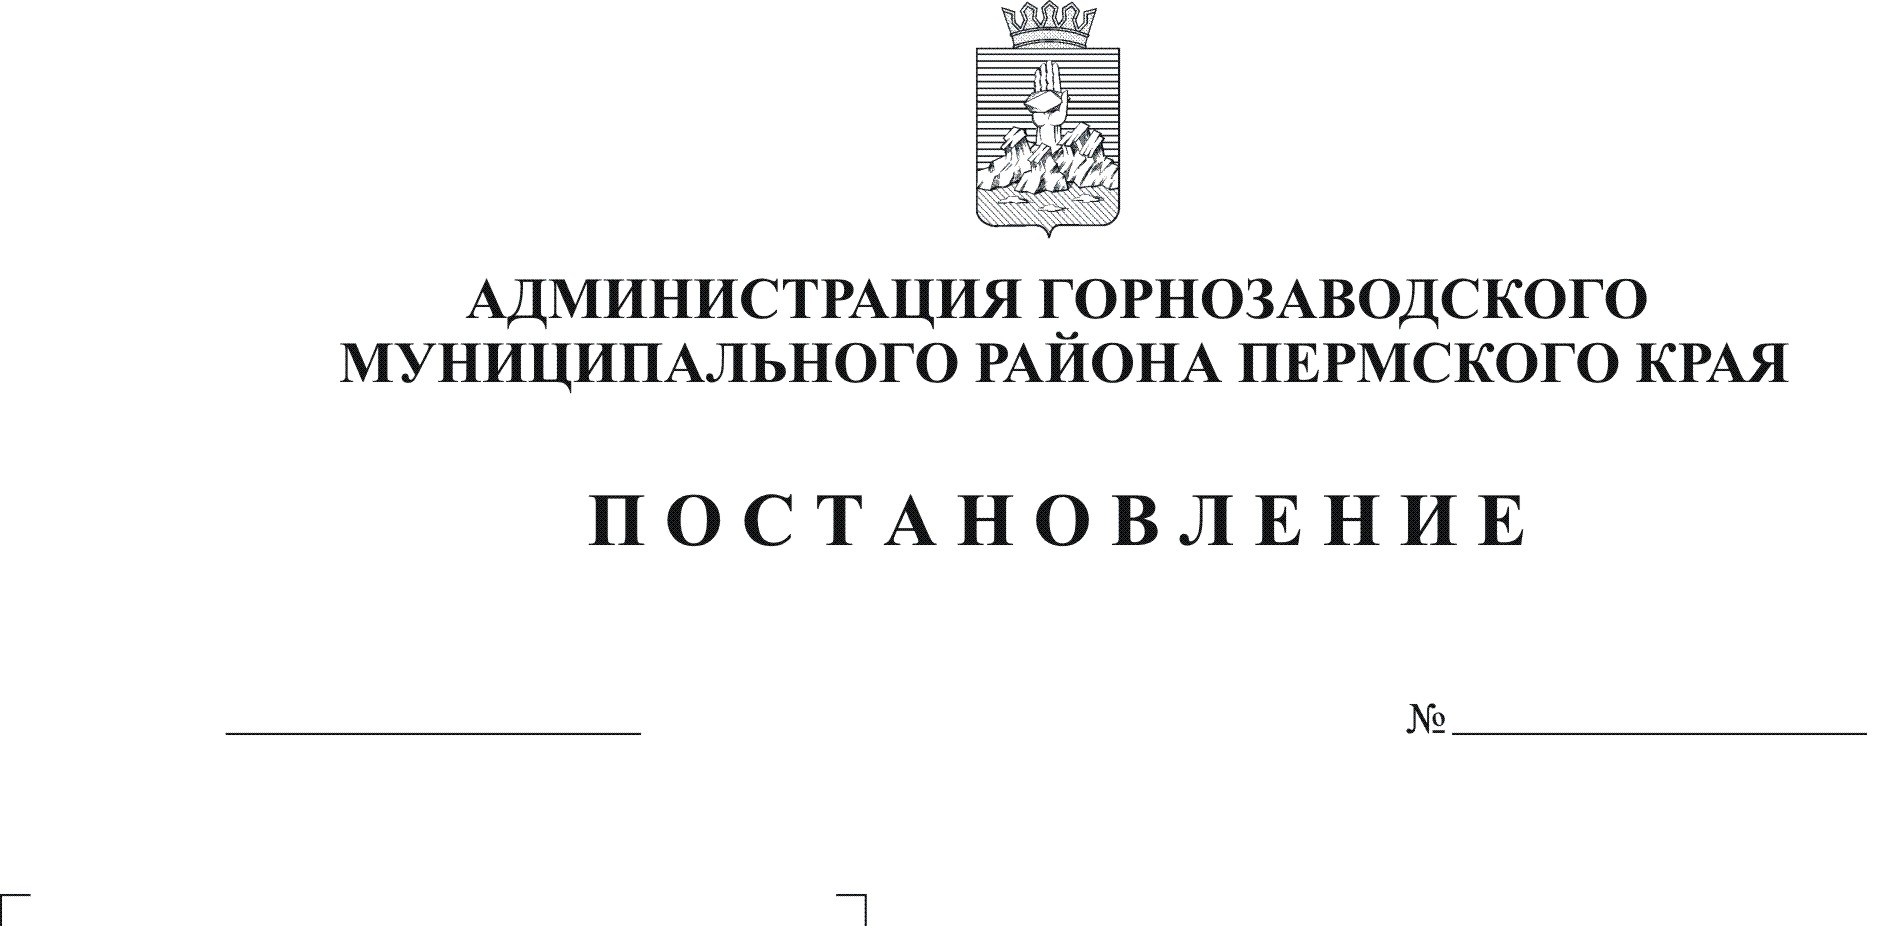 АДМИНИСТРАЦИЯ ГОРНОЗАВОДСКОГО
МУНИЦИПАЛЬНОГО РАЙОНА ПЕРМСКОГО КРАЯ
П О С Т А Н О В Л Е Н И Е
№